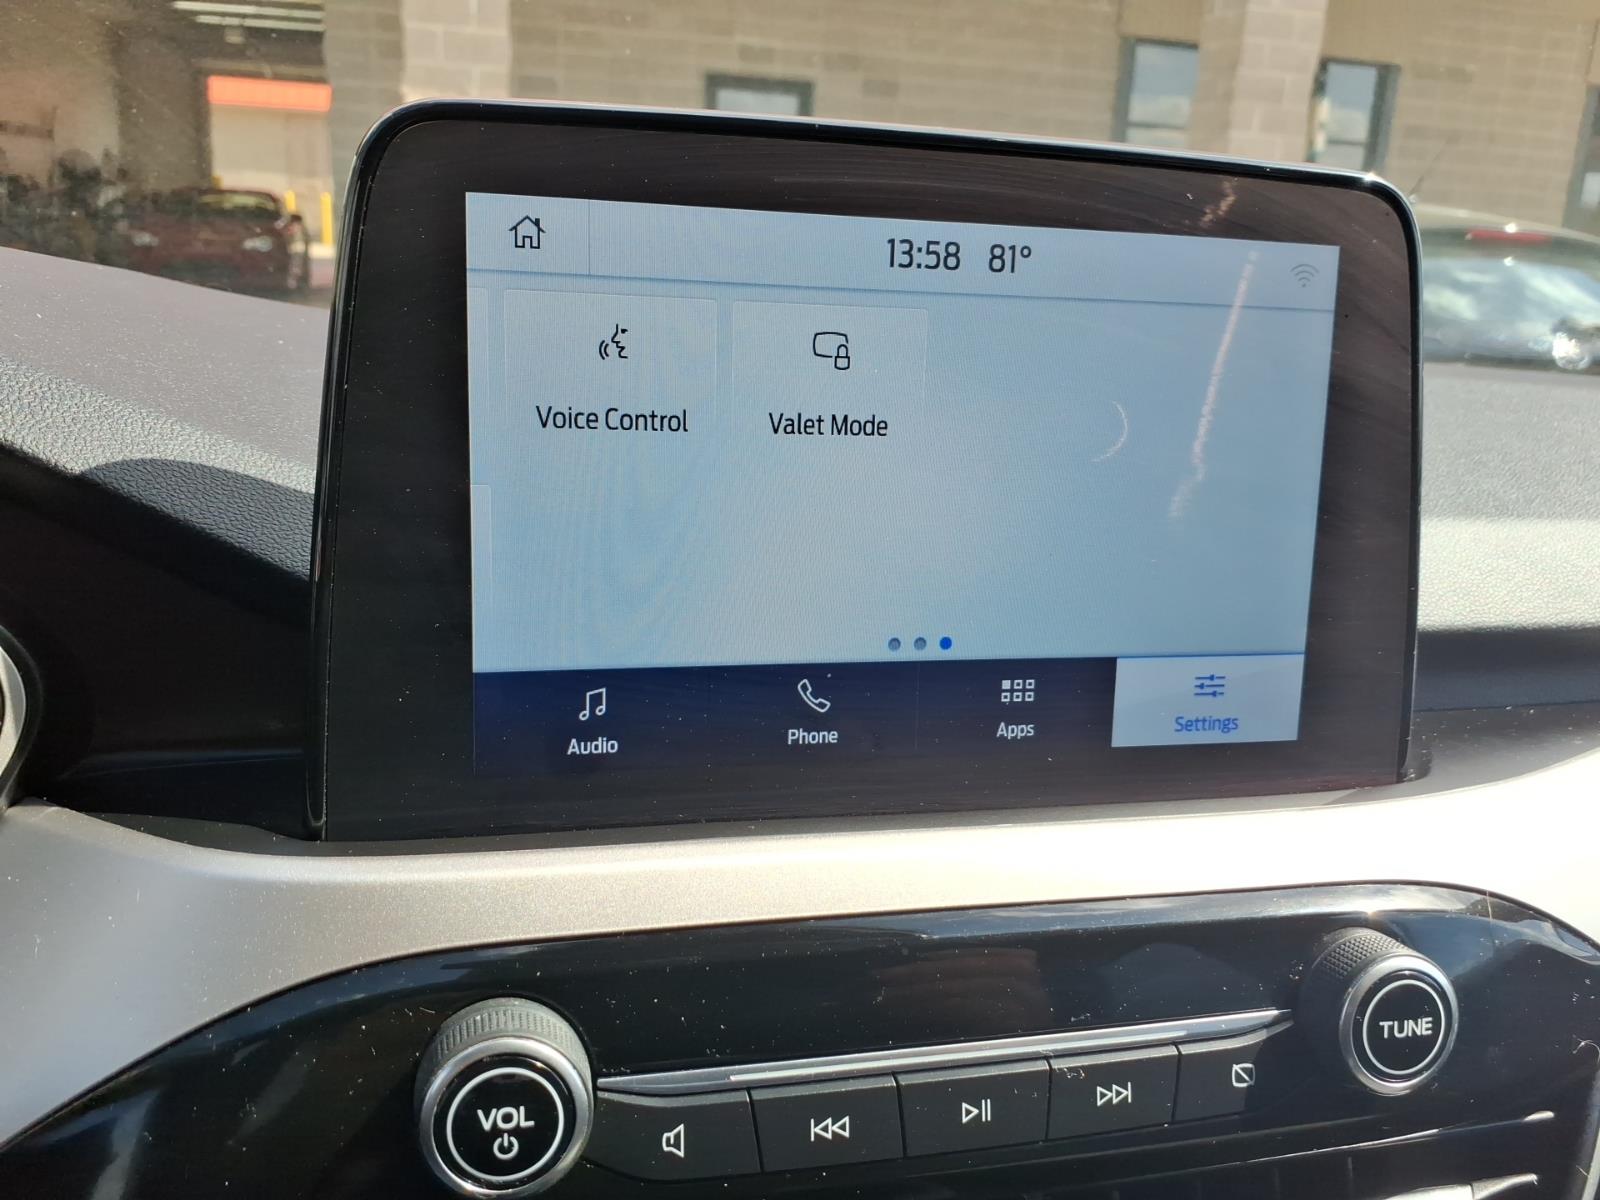 13:58 81°
Voice Control
Valet Mode
Audio
Phone
Apps
Settings
VOL
TUNE